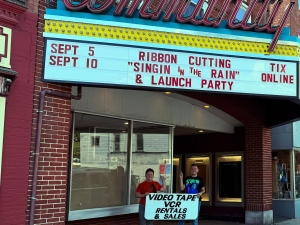 SEPT 5 RIBBON CUTTING TIX
SEPT 10 "SINGIN IN THE RAIN" ONLINE
& LAUNCH PARTY
VIDEO TAPE
VCR
RENTALS
& SALES